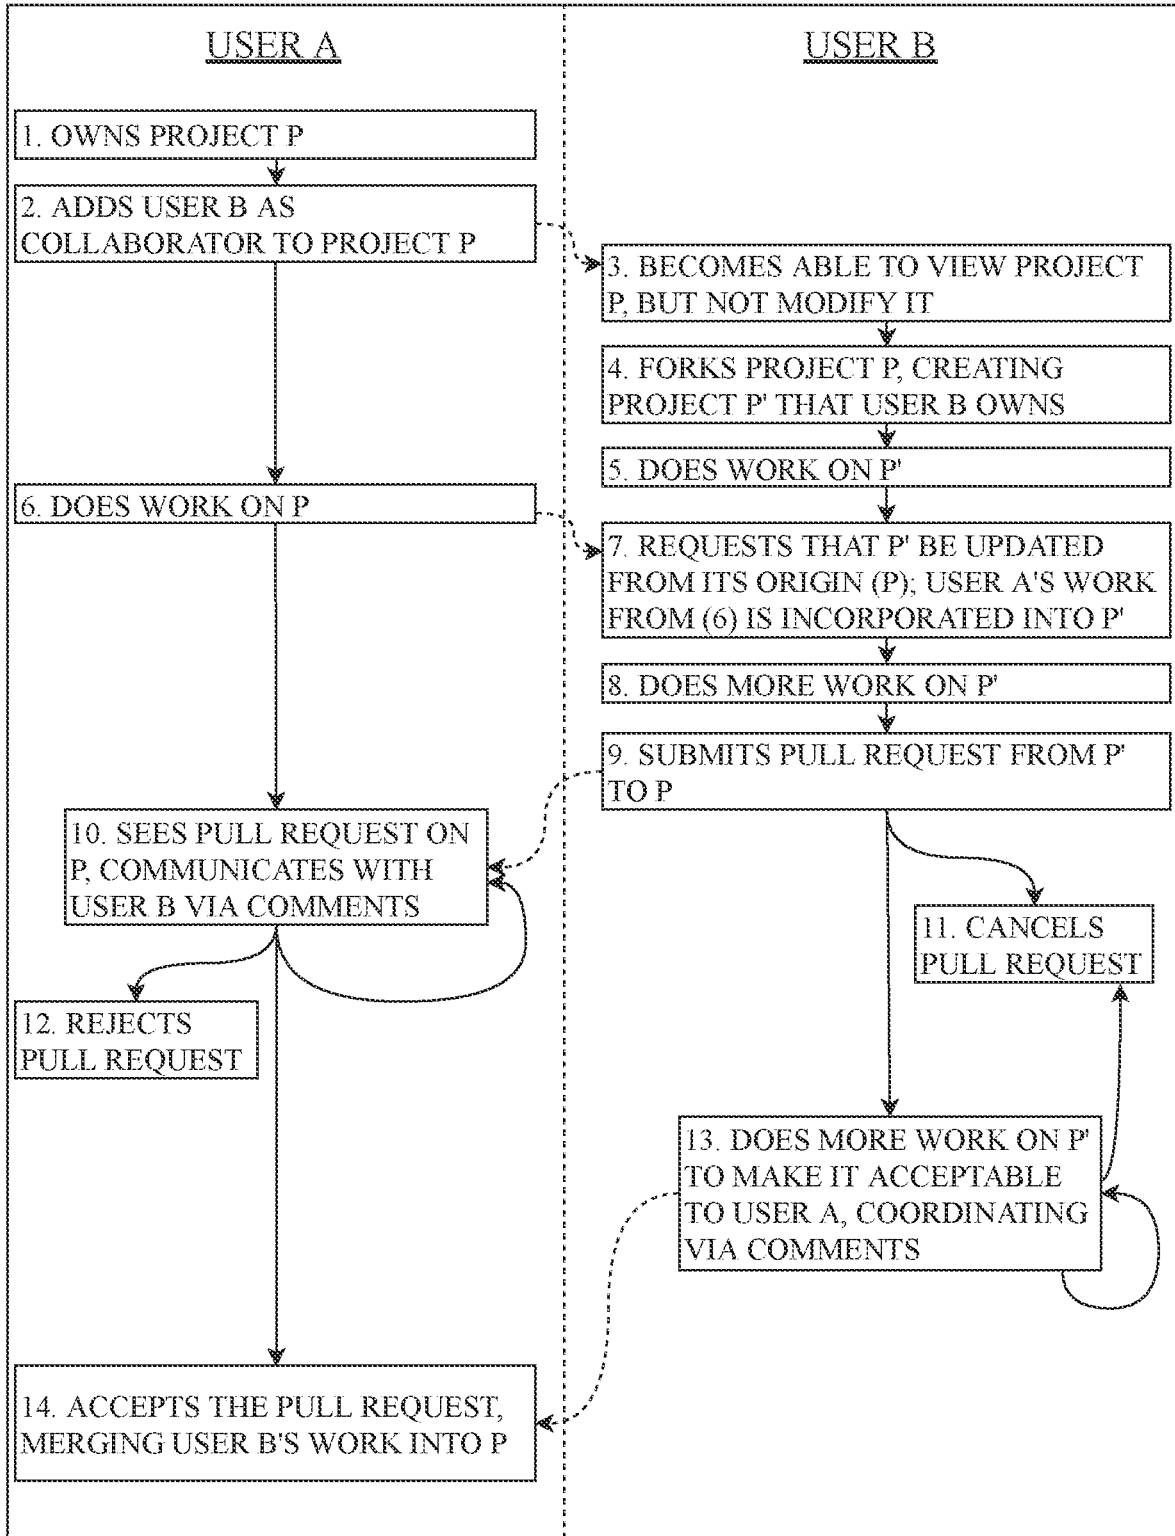 USER A
USER B
1. OWNS PROJECT P
2. ADDS USER B AS
COLLABORATOR TO PROJECT P
3. BECOMES ABLE TO VIEW PROJECT
P, BUT NOT MODIFY IT
4. FORKS PROJECT P, CREATING
PROJECT P' THAT USER B OWNS
5. DOES WORK ON P'
6. DOES WORK ON P
7. REQUESTS THAT P' BE UPDATED
FROM ITS ORIGIN (P); USER A'S WORK
FROM (6) IS INCORPORATED INTO P'
8. DOES MORE WORK ON P'
9. SUBMITS PULL REQUEST FROM P'
TO P
10. SEES PULL REQUEST ON
P, COMMUNICATES WITH
USER B VIA COMMENTS
11. CANCELS
PULL REQUEST
12. REJECTS
PULL REQUEST
13. DOES MORE WORK ON P'
TO MAKE IT ACCEPTABLE
TO USER A, COORDINATING
VIA COMMENTS
14. ACCEPTS THE PULL REQUEST,
MERGING USER B'S WORK INTO P